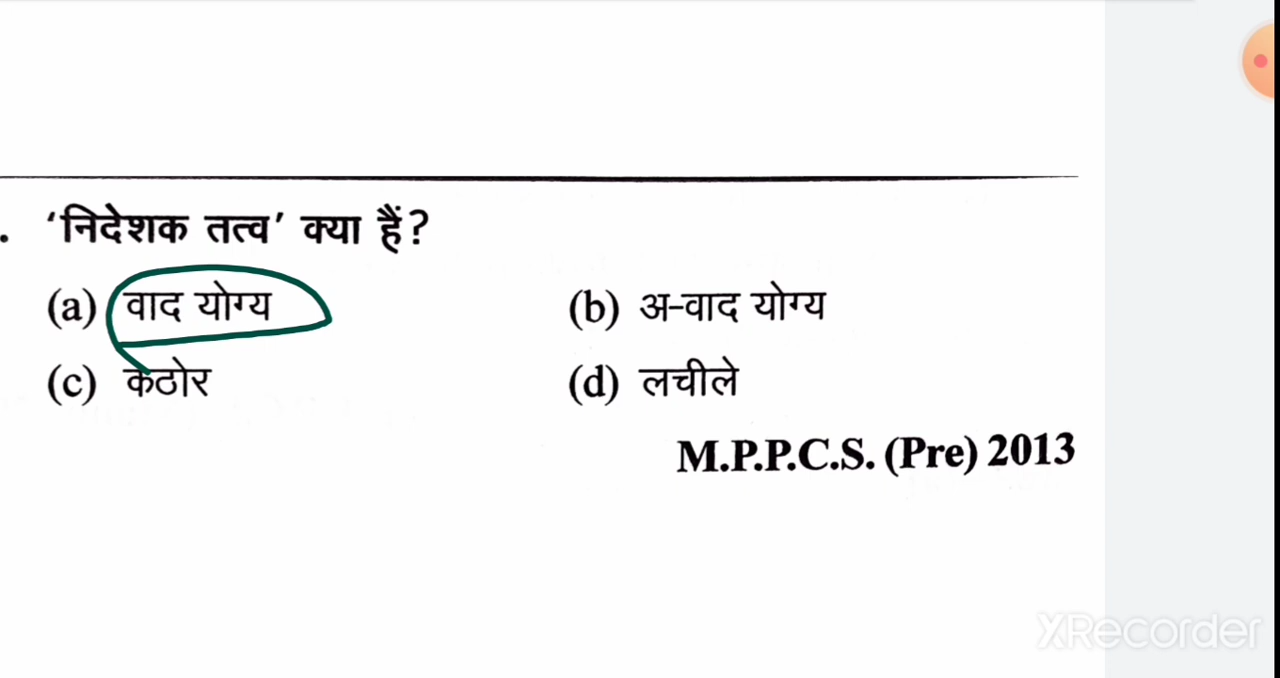 . ‘निदेशक तत्व’ क्या हैं?
(a) वाद योग्य (b) अ-वाद योग्य
(c) कठोर (d) लचीले
M.P.P.C.S. (Pre) 2013
XRecorder